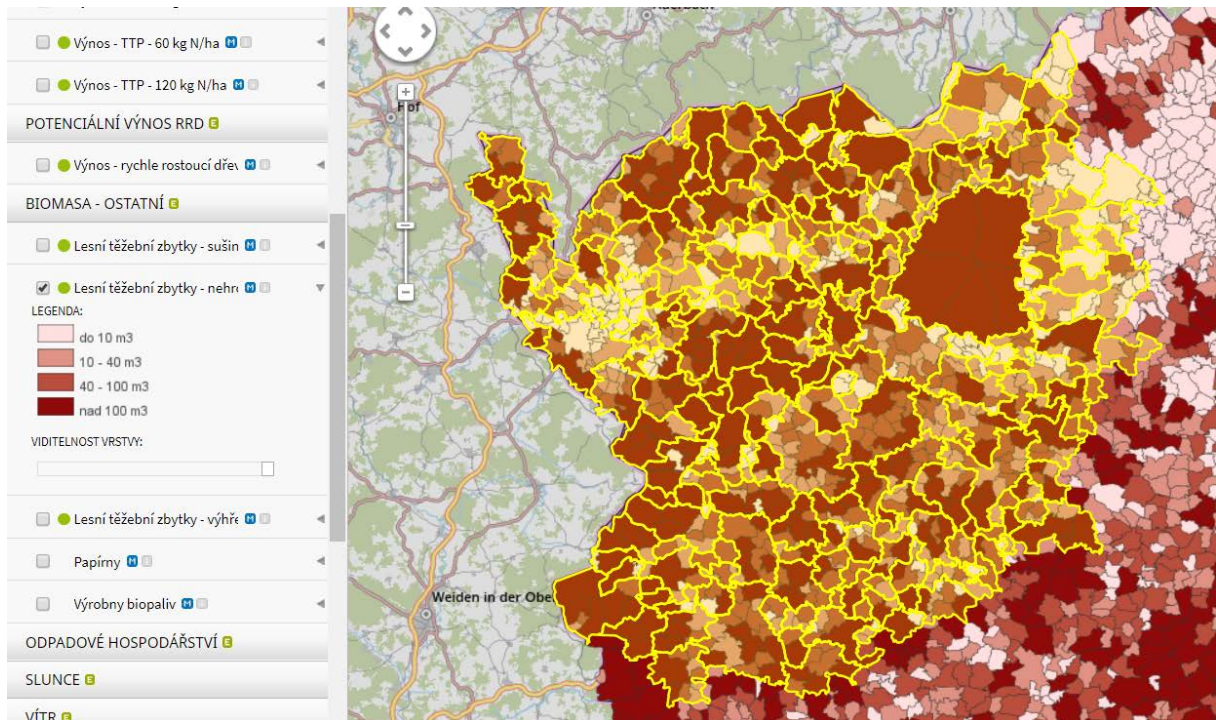 Výnos - TTP - 60 kg N/ha M
Výnos - TTP - 120 kg N/ha M
POTENCIÁLNÍ VÝNOS RRD E
Výnos - rychle rostoucí dřev M
BIOMASA - OSTATNÍ E
Lesní těžební zbytky - sušin M
Lesní těžební zbytky - nehro M
LEGENDA:
do 10 m3
10 - 40 m3
40 - 100 m3
nad 100 m3
VIDITELNOST VRSTVY:
Lesní těžební zbytky - výhře M
Papírny M
Výrobny biopaliv M
ODPADOVÉ HOSPODÁŘSTVÍ E
SLUNCE E
VÍTR E
Hof
Weiden in der Obe